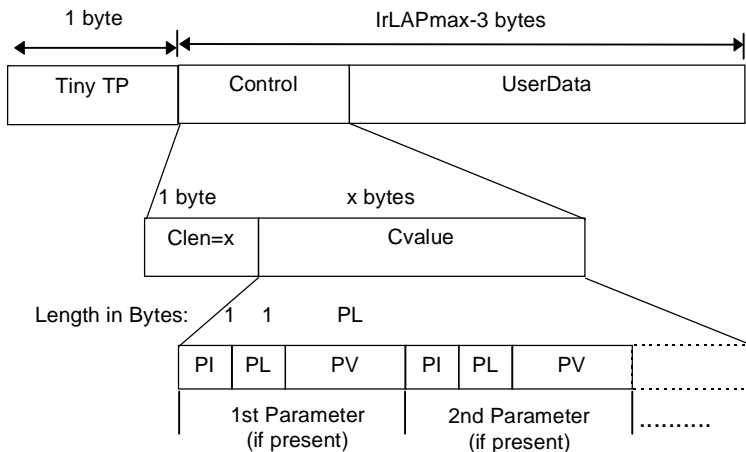 1 byte IrLAPmax-3 bytes
Tiny TP Control UserData
1 byte x bytes
Clen=x Cvalue
Length in Bytes: 1 1 PL
PI PL PV PI PL PV
1st Parameter 2nd Parameter ..........
(if present) (if present)